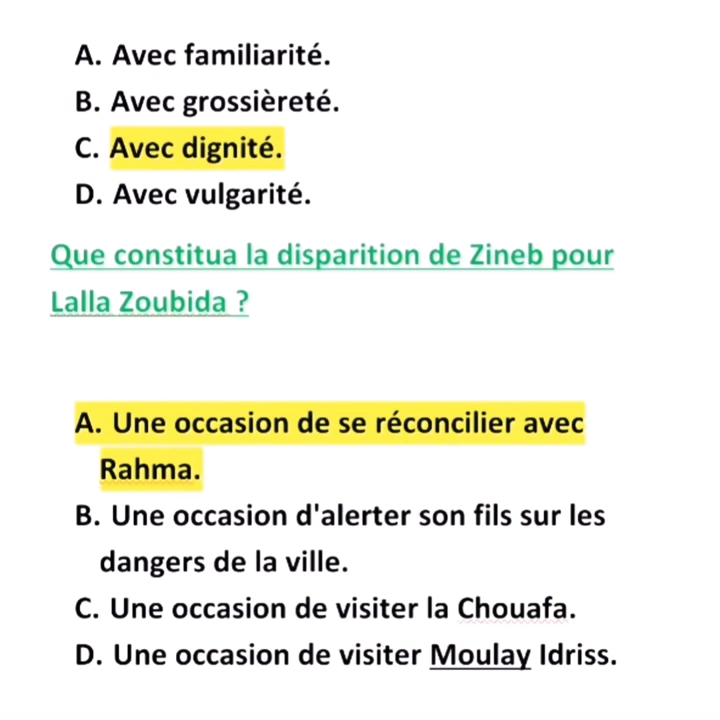 A. Avec familiarité.
B. Avec grossièreté.
C. Avec dignité.
D. Avec vulgarité.
Que constitua la disparition de Zineb pour
Lalla Zoubida ?
A. Une occasion de se réconcilier avec
Rahma.
B. Une occasion d'alerter son fils sur les
dangers de la ville.
C. Une occasion de visiter la Chouafa.
D. Une occasion de visiter Moulay Idriss.